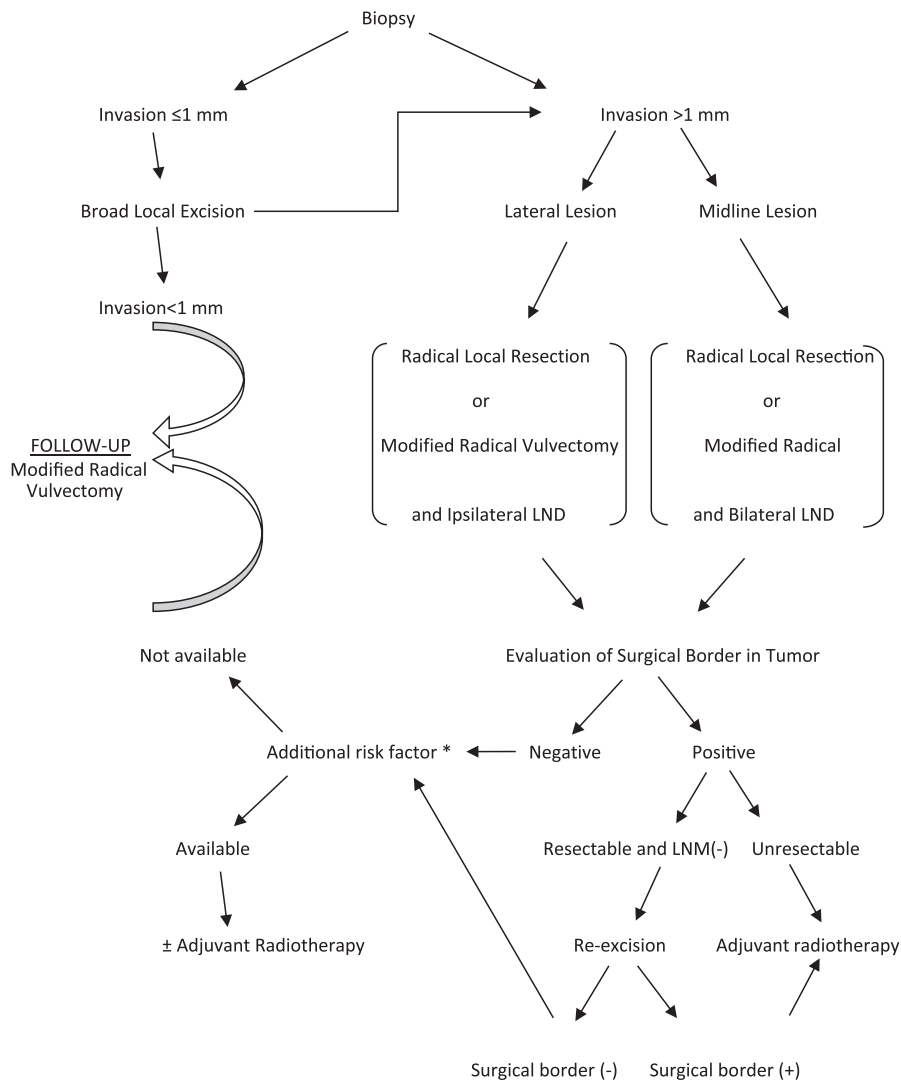 Biopsy
Invasion ≤1 mm
Invasion >1 mm
Broad Local Excision
Lateral Lesion
Midline Lesion
Invasion<1 mm
Radical Local Resection
or
Modified Radical Vulvectomy
and Ipsilateral LND
Radical Local Resection
or
Modified Radical
and Bilateral LND
FOLLOW-UP
Modified Radical
Vulvectomy
Not available
Evaluation of Surgical Border in Tumor
Additional risk factor *
Negative
Positive
Available
Resectable and LNM(-)
Unresectable
± Adjuvant Radiotherapy
Re-excision
Adjuvant radiotherapy
Surgical border (-)
Surgical border (+)